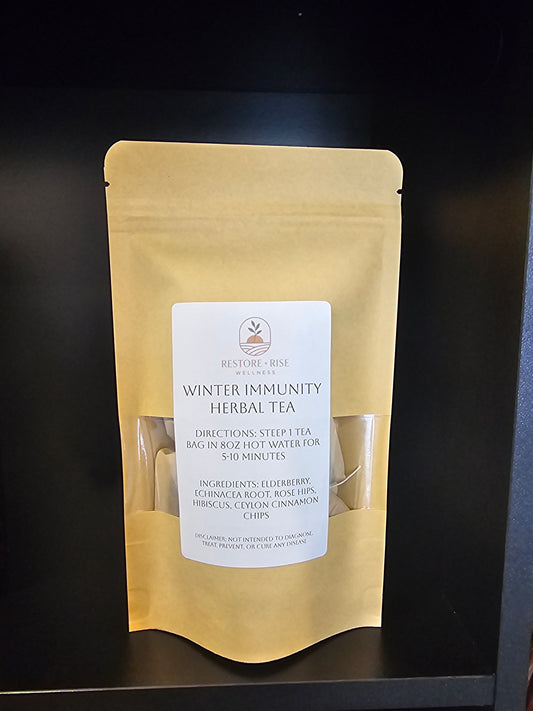 RESTORE - RISE
WELLNESS
WINTER IMMUNITY
HERBAL TEA
DIRECTIONS: STEEP 1 TEA
BAG IN 8OZ HOT WATER FOR
5-10 MINUTES
INGREDIENTS: ELDERBERRY,
ECHINACEA ROOT, ROSE HIPS,
HIBISCUS, CEYLON CINNAMON
CHIPS
DISCLAIMER: NOT INTENDED TO DIAGNOSE,
TREAT, PREVENT, OR CURE ANY DISEASE